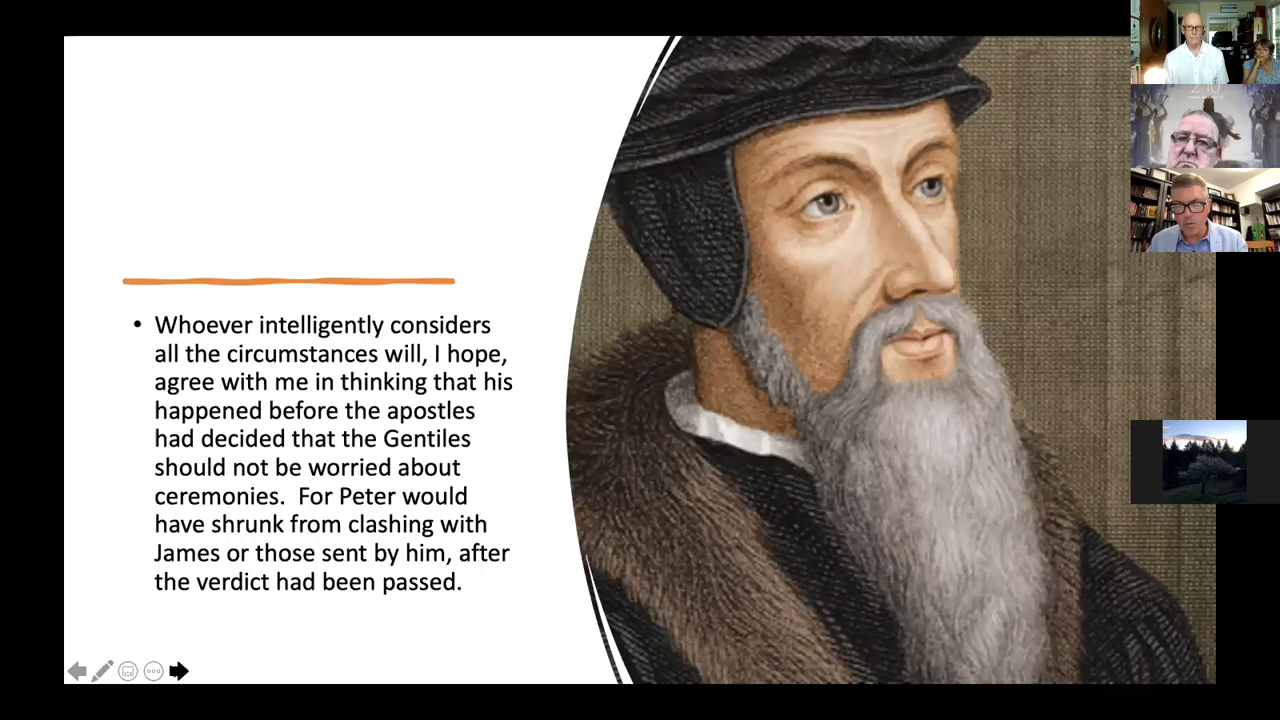 • Whoever intelligently considers
all the circumstances will, I hope,
agree with me in thinking that his
happened before the apostles
had decided that the Gentiles
should not be worried about
ceremonies.  For Peter would
have shrunk from clashing with
James or those sent by him, after
the verdict had been passed.
2:10